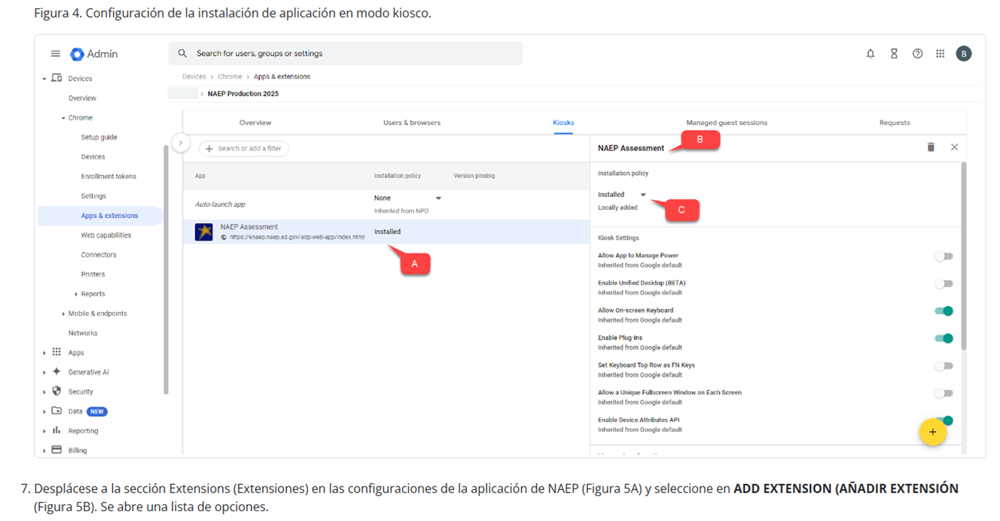 Figura 4. Configuración de la instalación de aplicación en modo kiosco.
Admin
Search for users, groups or settings
B
Devices
Overview
Chrome
Setup guide
Devices
Enrollment tokens
Settings
Apps & extensions
Web capabilities
Connectors
Printers
Reports
Mobile & endpoints
Networks
Apps
Generative AI
Security
Data NEW
Reporting
Billing
Devices > Chrome > Apps & extensions
> NAEP Production 2025
Overview Users & browsers Kiosks Managed guest sessions Requests
+ Search or add a filter
App Installation policy Version pinning
Auto-launch app None
Inherited from NPD
NAEP Assessment Installed
https://enaep.naep.ed.gov/adp-web-app/index.html
A
NAEP Assessment
B
Installation policy
Installed
Locally added
C
Kiosk Settings
Allow App to Manage Power
Inherited from Google default
Enable Unified Desktop (BETA)
Inherited from Google default
Allow On-screen Keyboard
Inherited from Google default
Enable Plug-ins
Inherited from Google default
Set Keyboard Top Row as FN Keys
Inherited from Google default
Allow a Unique Fullscreen Window on Each Screen
Inherited from Google default
Enable Device Attributes API
Inherited from Google default
+
7. Desplácese a la sección Extensions (Extensiones) en las configuraciones de la aplicación de NAEP (Figura 5A) y seleccione en ADD EXTENSION (AÑADIR EXTENSIÓN
(Figura 5B). Se abre una lista de opciones.